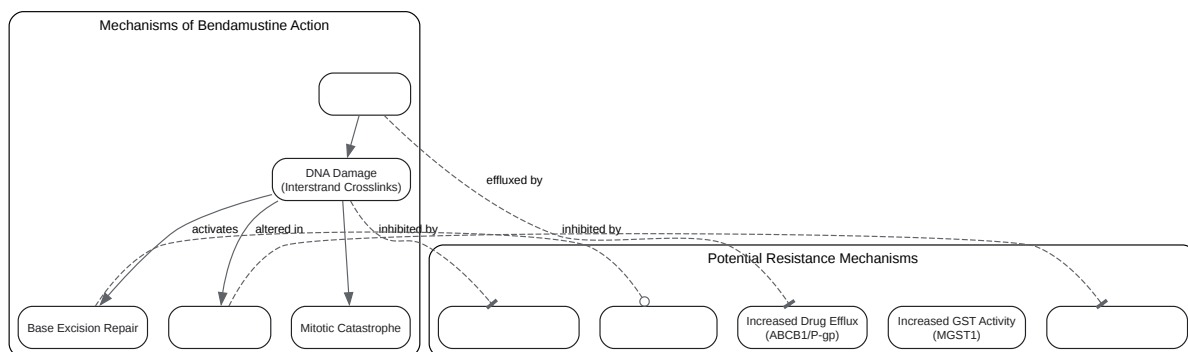 Mechanisms of Bendamustine Action
DNA Damage
(Interstrand Crosslinks)
effluxed by
activates
altered in
inhibited by
inhibited by
Potential Resistance Mechanisms
Base Excision Repair
Mitotic Catastrophe
Increased Drug Efflux
(ABCB1/P-gp)
Increased GST Activity
(MGST1)